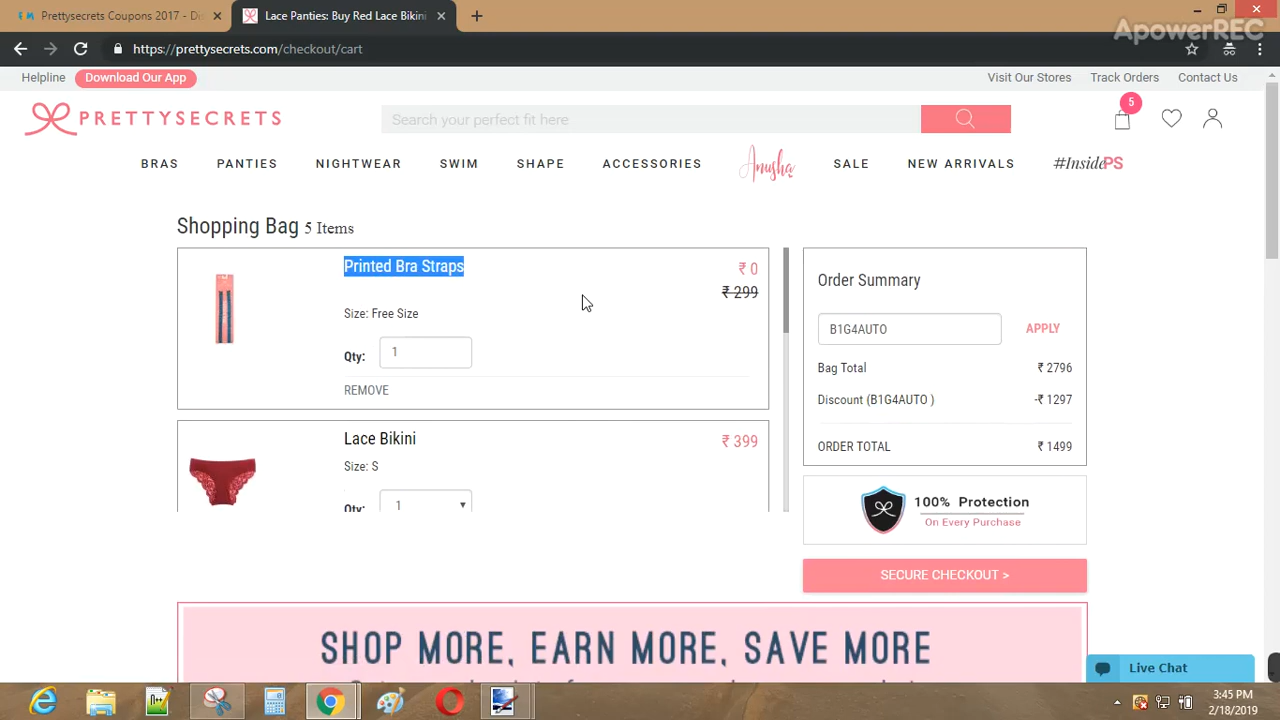 Prettysecrets Coupons 2017 - Di
Lace Panties: Buy Red Lace Bikini
ApowerREC
https://prettysecrets.com/checkout/cart
Helpline
Download Our App
Visit Our Stores
Track Orders
Contact Us
PRETTYSECRETS
Search your perfect fit here
5
BRAS
PANTIES
NIGHTWEAR
SWIM
SHAPE
ACCESSORIES
Anusha
SALE
NEW ARRIVALS
#InsidePS
Shopping Bag 5 Items
Printed Bra Straps
₹ 0
₹ 299
Size: Free Size
Qty: 1
REMOVE
Lace Bikini
₹ 399
Size: S
Qty: 1
Order Summary
B1G4AUTO
APPLY
Bag Total ₹ 2796
Discount (B1G4AUTO ) -₹ 1297
ORDER TOTAL ₹ 1499
100% Protection
On Every Purchase
SECURE CHECKOUT >
SHOP MORE, EARN MORE, SAVE MORE
Live Chat
3:45 PM
2/18/2019